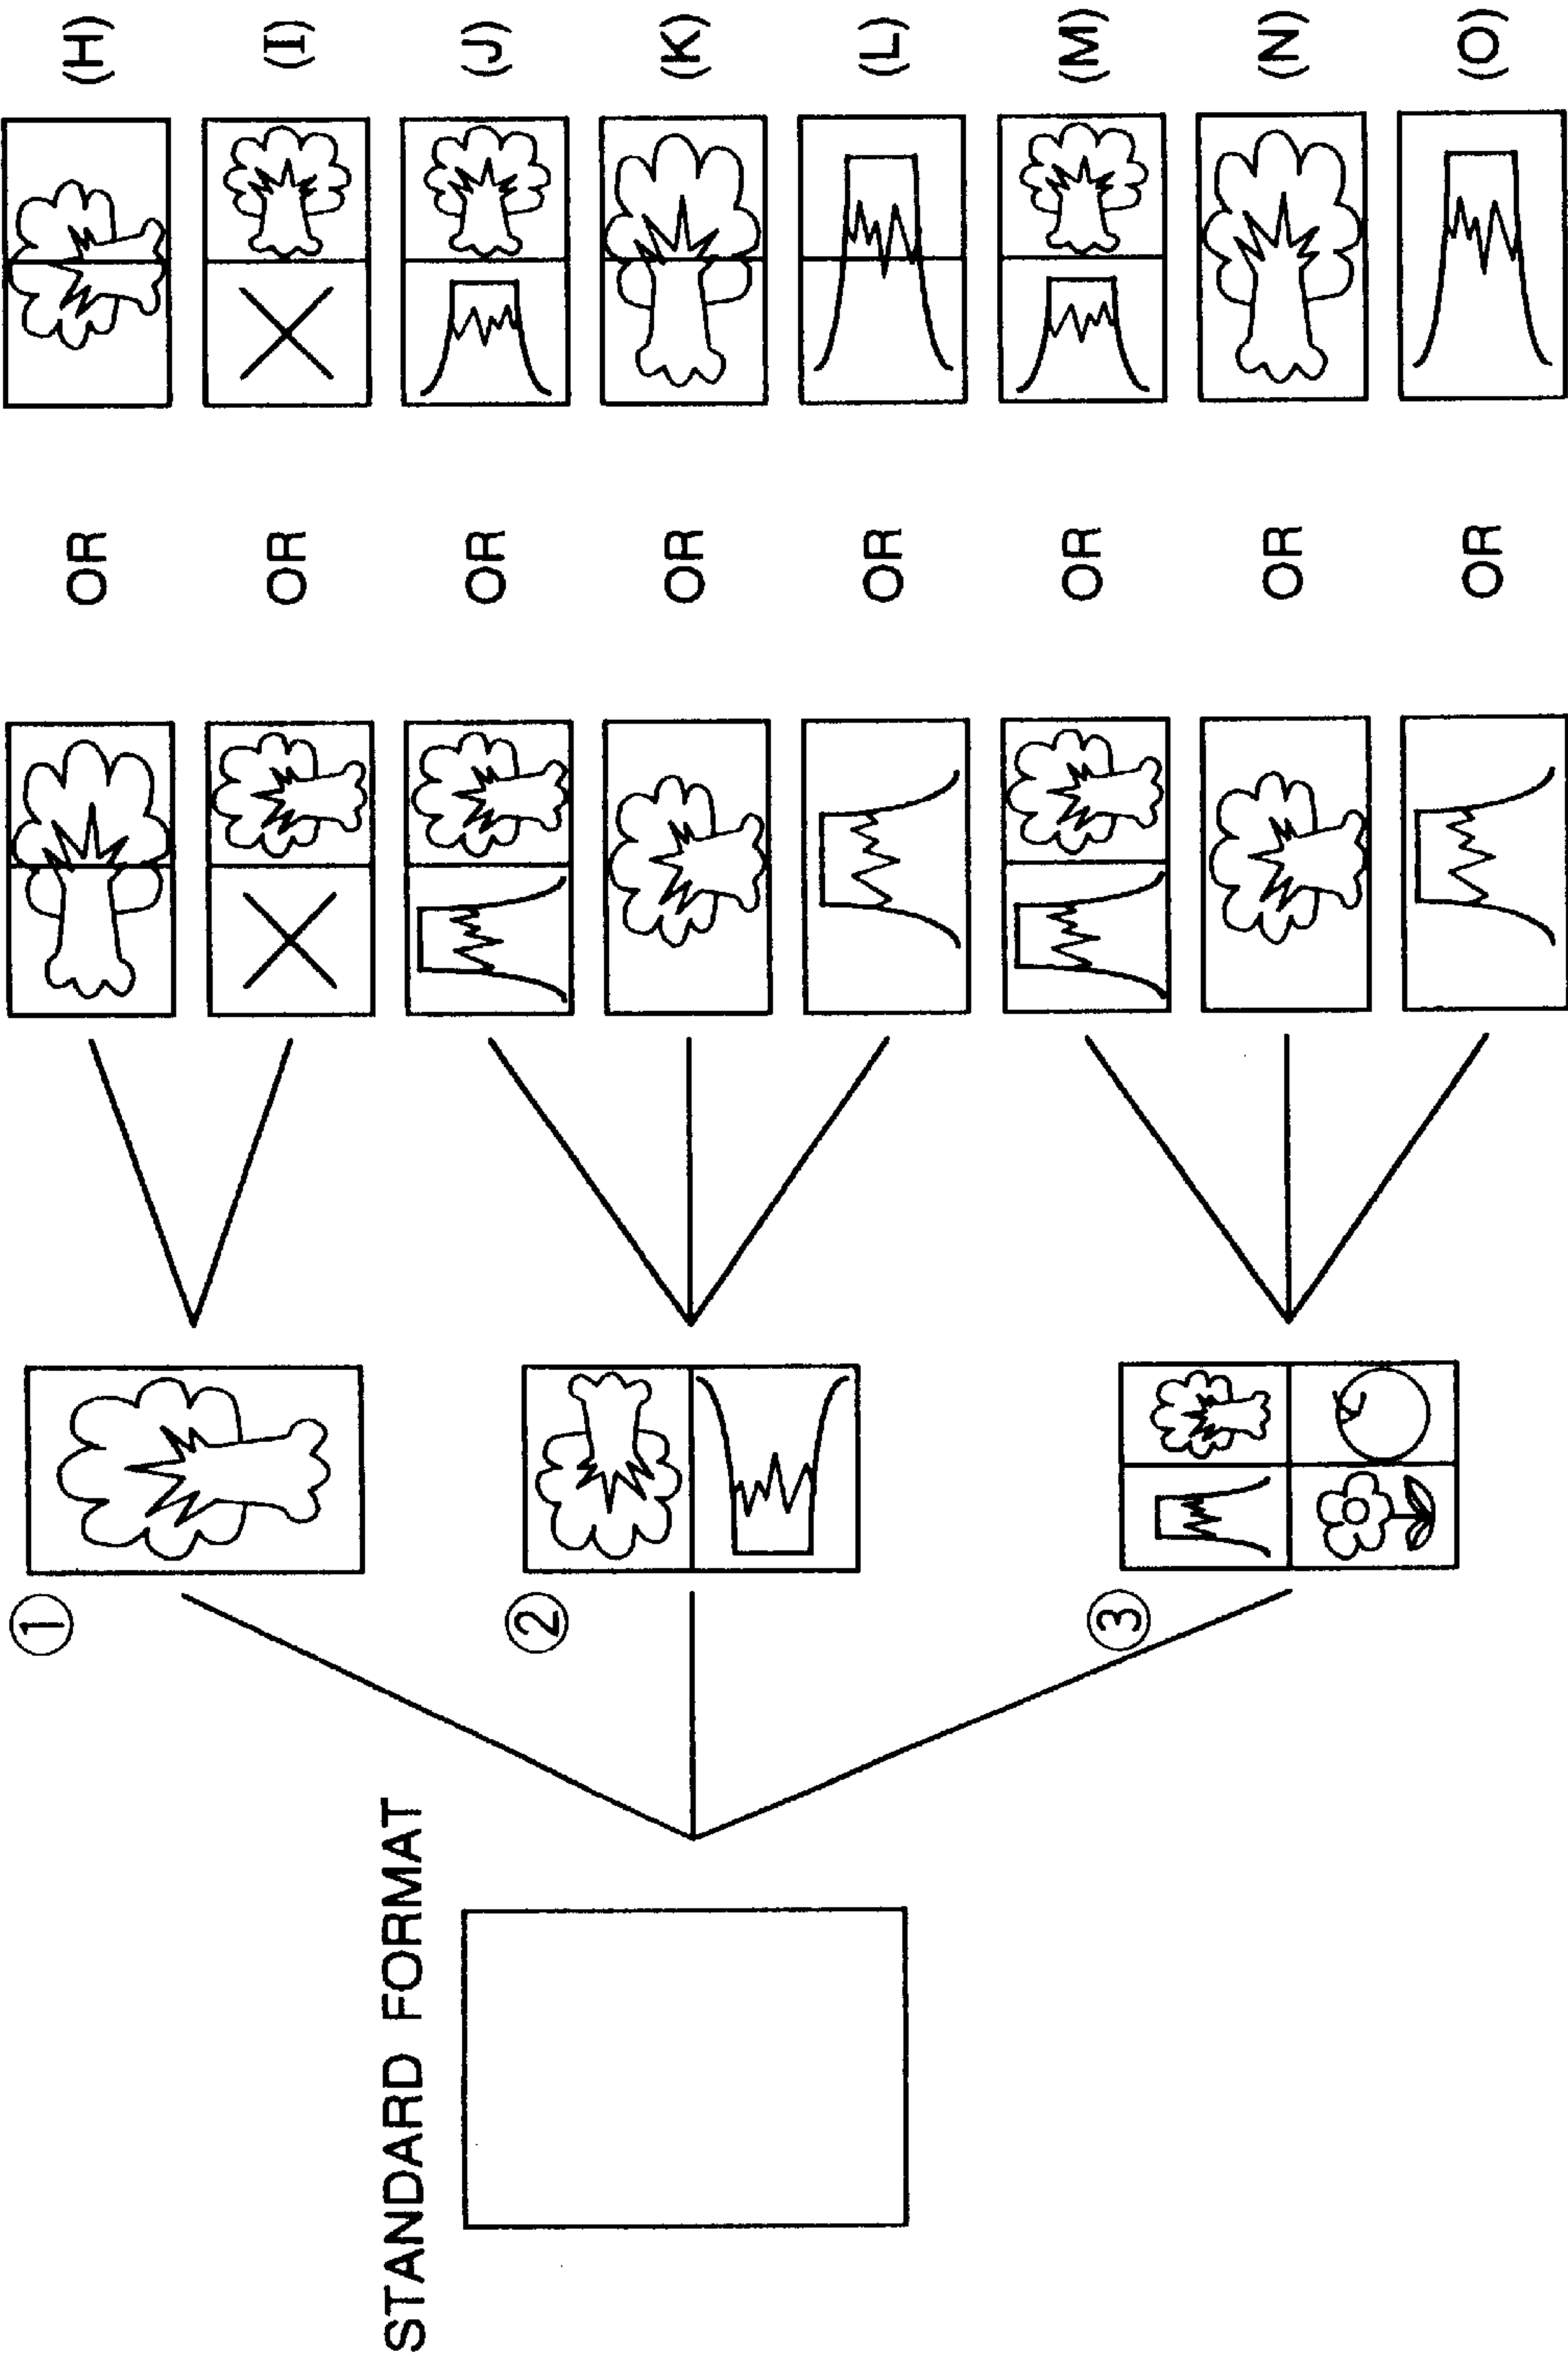 STANDARD FORMAT
①
②
③
OR (H)
OR (I)
OR (J)
OR (K)
OR (L)
OR (M)
OR (N)
OR (O)